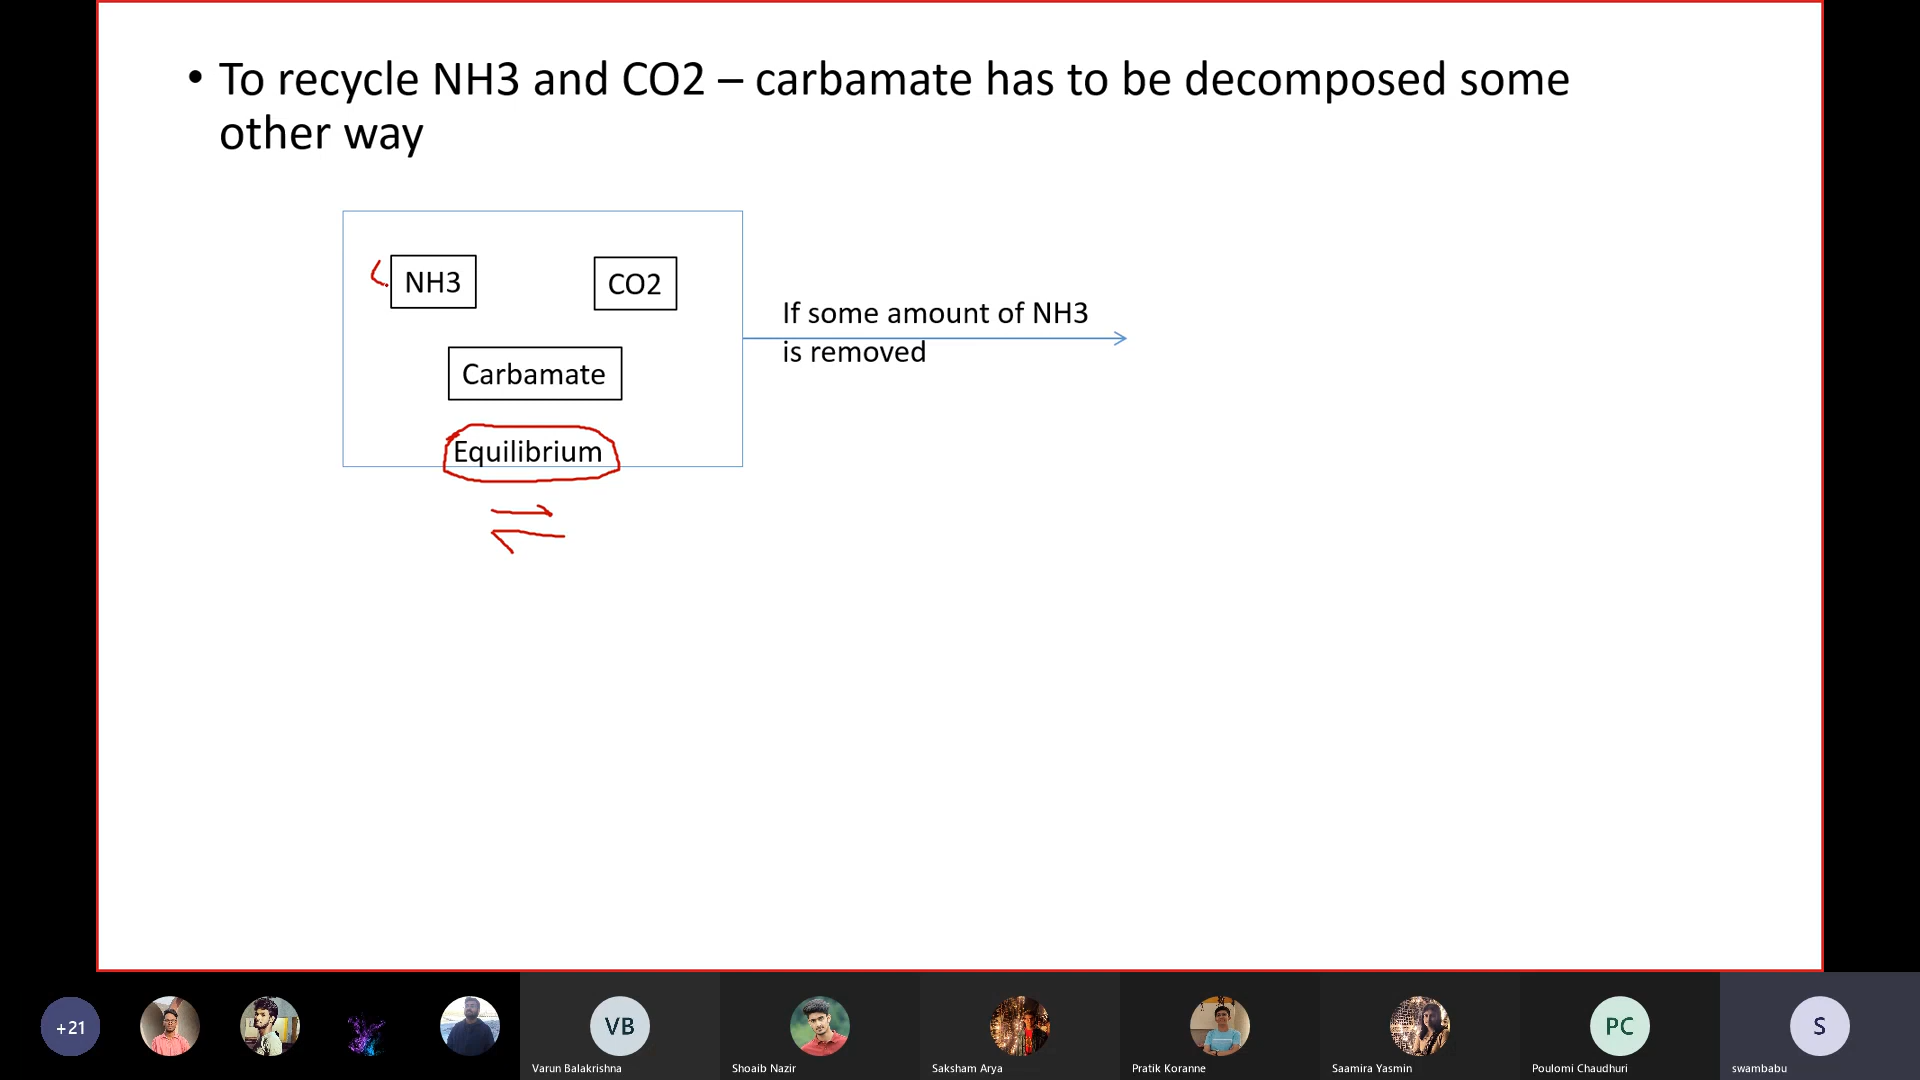 • To recycle NH3 and CO2 – carbamate has to be decomposed some
other way
NH3
CO2
If some amount of NH3
is removed
Carbamate
Equilibrium
+21
VB
PC
S
Varun Balakrishna
Shoaib Nazir
Saksham Arya
Pratik Koranne
Saamira Yasmin
Poulomi Chaudhuri
swambabu